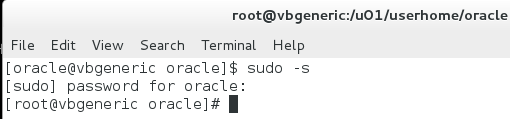 root@vbgeneric:/u01/userhome/oracle
File Edit View Search Terminal Help
[oracle@vbgeneric oracle]$ sudo -s
[sudo] password for oracle:
[root@vbgeneric oracle]#